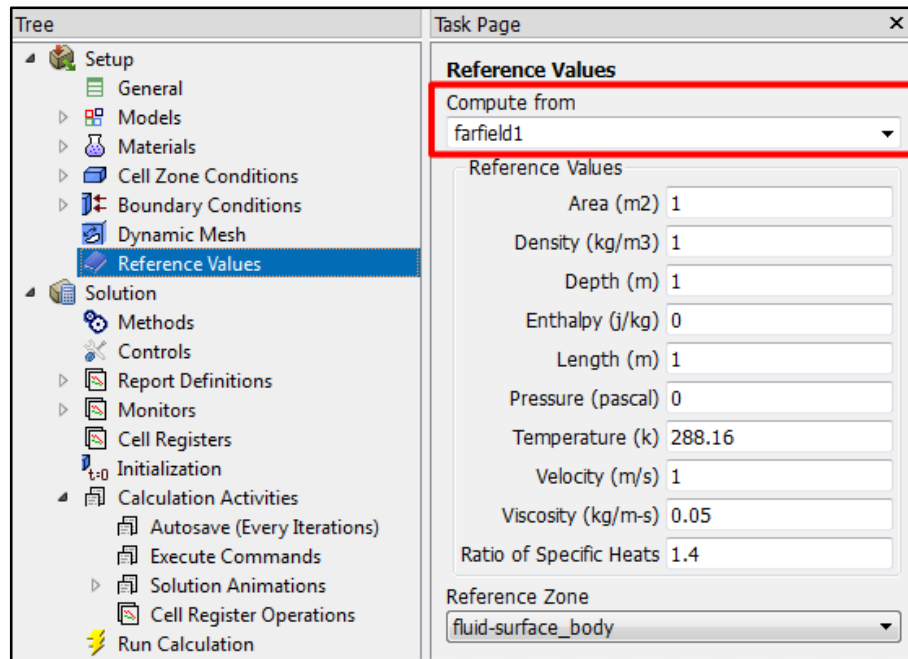 Tree
Setup
General
Models
Materials
Cell Zone Conditions
Boundary Conditions
Dynamic Mesh
Reference Values
Solution
Methods
Controls
Report Definitions
Monitors
Cell Registers
t=0 Initialization
Calculation Activities
Autosave (Every Iterations)
Execute Commands
Solution Animations
Cell Register Operations
Run Calculation
Task Page
Reference Values
Compute from
farfield1
Reference Values
Area (m2) 1
Density (kg/m3) 1
Depth (m) 1
Enthalpy (j/kg) 0
Length (m) 1
Pressure (pascal) 0
Temperature (k) 288.16
Velocity (m/s) 1
Viscosity (kg/m-s) 0.05
Ratio of Specific Heats 1.4
Reference Zone
fluid-surface_body